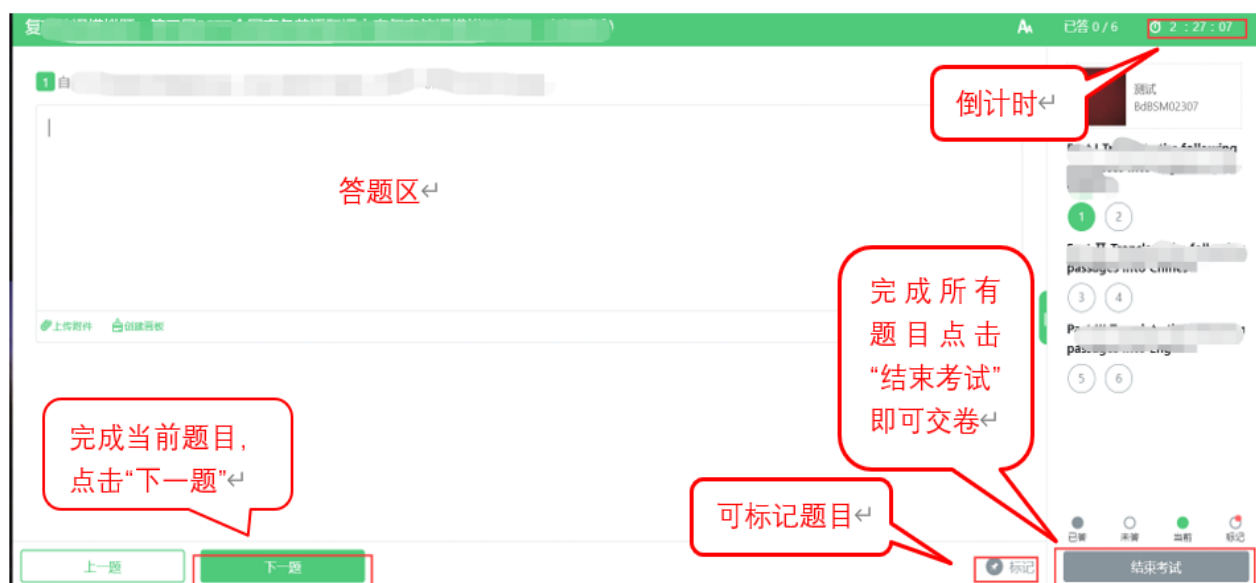 复
已答 0 / 6
2 : 27 : 07
1 自
倒计时
测试
BdBSM02307
答题区
1 2
passages into Chines
3 4
5 6
上传附件 创建画板
完成所有
题目点击
“结束考试”
即可交卷
完成当前题目,
点击“下一题”
可标记题目
已答 未答 当前 标记
上一题 下一题 标记 结束考试